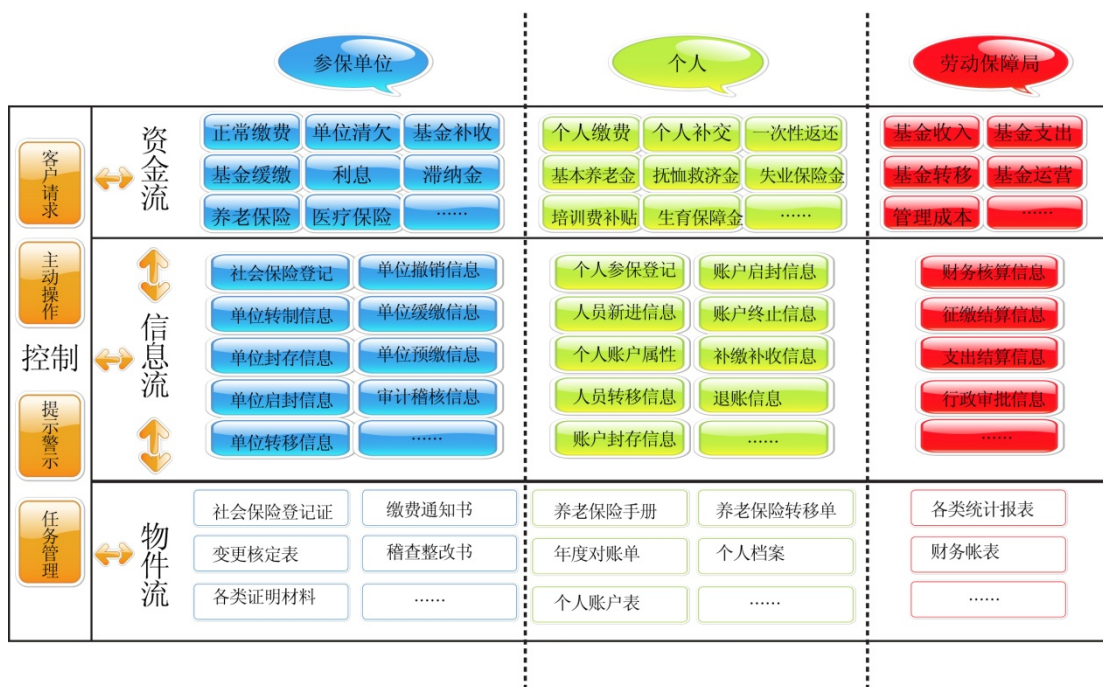 参保单位
个人
劳动保障局
控制
客户请求
主动操作
提示警示
任务管理
资金流
正常缴费 单位清欠 基金补收
基金缓缴 利息 滞纳金
养老保险 医疗保险 ……
个人缴费 个人补交 一次性返还
基本养老金 抚恤救济金 失业保险金
培训费补贴 生育保障金 ……
基金收入 基金支出
基金转移 基金运营
管理成本 ……
信息流
社会保险登记 单位撤销信息
单位转制信息 单位缓缴信息
单位封存信息 单位预缴信息
单位启封信息 审计稽核信息
单位转移信息 ……
个人参保登记 账户启封信息
人员新进信息 账户终止信息
个人账户属性 补缴补收信息
人员转移信息 退账信息
账户封存信息 ……
财务核算信息
征缴结算信息
支出结算信息
行政审批信息
……
物件流
社会保险登记证 缴费通知书
变更核定表 稽查整改书
各类证明材料 ……
养老保险手册 养老保险转移单
年度对账单 个人档案
个人账户表 ……
各类统计报表
财务帐表
……